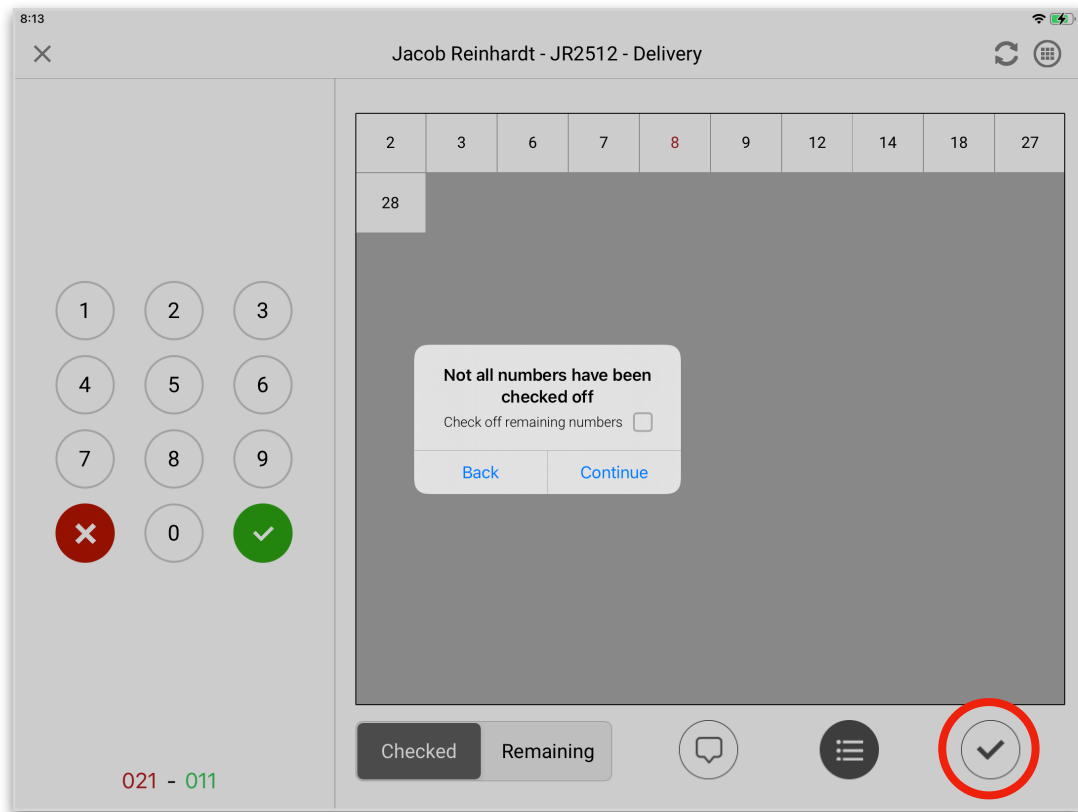 8:13
Jacob Reinhardt - JR2512 - Delivery
2 3 6 7 8 9 12 14 18 27
28
1 2 3
4 5 6
7 8 9
0
Not all numbers have been
checked off
Check off remaining numbers
Back Continue
Checked Remaining
021 - 011